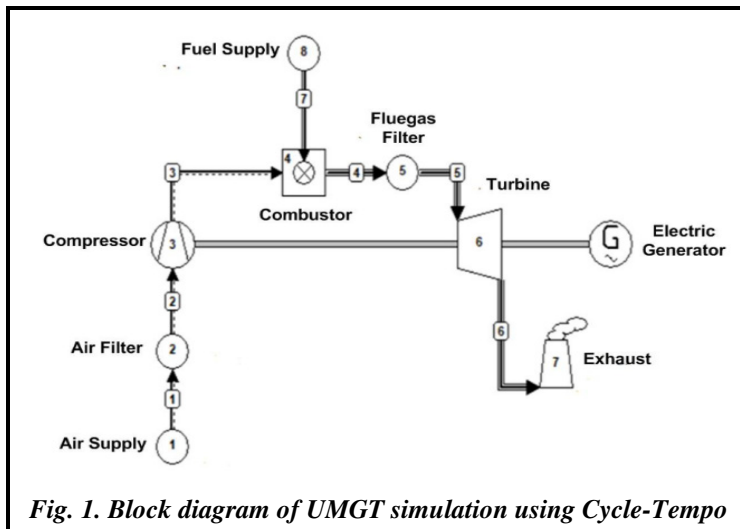 Fuel Supply
8
7
Fluegas
Filter
3
4
4
5
5
Turbine
Combustor
Compressor
3
6
G
Electric
Generator
2
6
Air Filter
2
7
Exhaust
1
Air Supply
1
Fig. 1. Block diagram of UMGT simulation using Cycle-Tempo